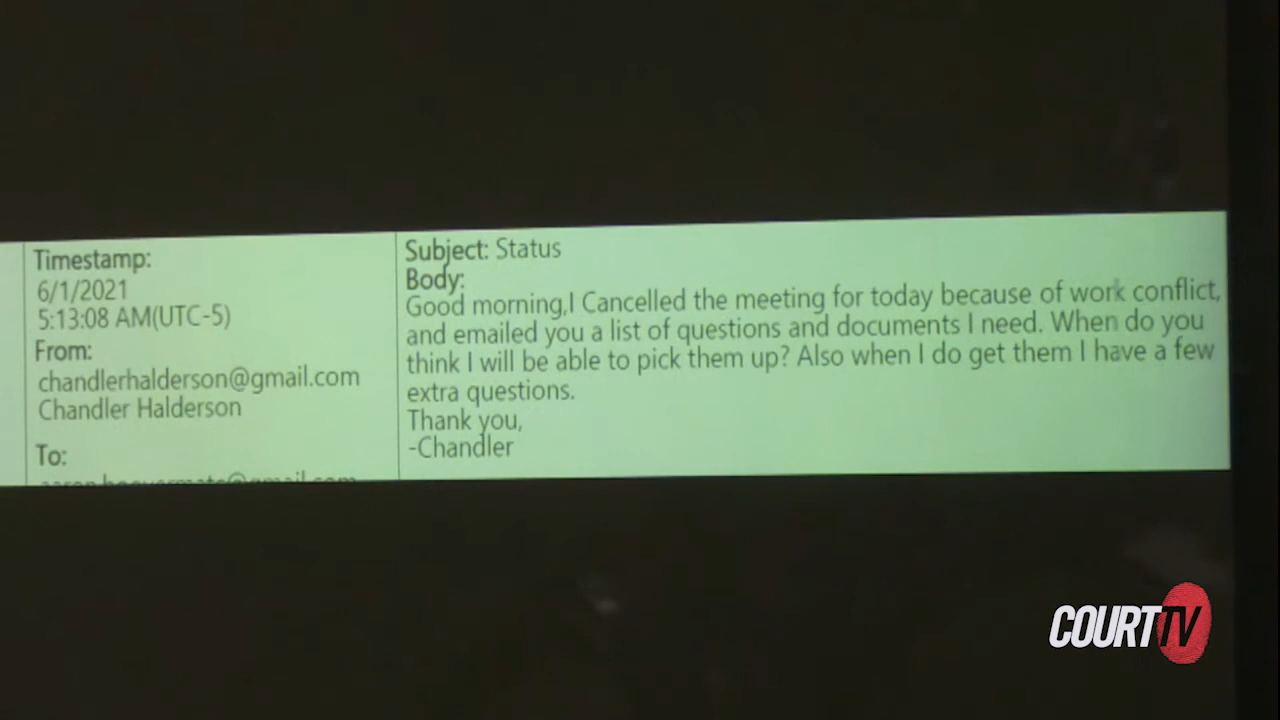 Timestamp:
6/1/2021
5:13:08 AM(UTC-5)
From:
chandlerhalderson@gmail.com
Chandler Halderson
To:
Subject: Status
Body:
Good morning,I Cancelled the meeting for today because of work conflict,
and emailed you a list of questions and documents I need. When do you
think I will be able to pick them up? Also when I do get them I have a few
extra questions.
Thank you,
-Chandler
COURT TV